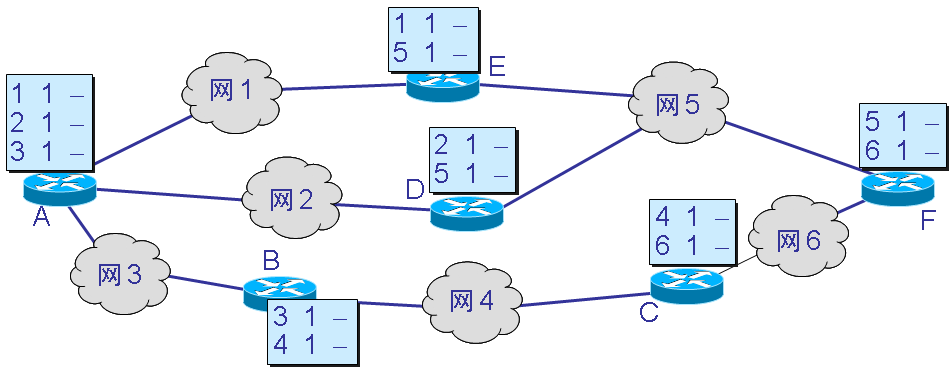 1 1 –
5 1 –
E
网1
1 1 –
2 1 –
3 1 –
A
网5
5 1 –
6 1 –
F
2 1 –
5 1 –
D
网2
4 1 –
6 1 –
C
网6
网3
B
3 1 –
4 1 –
网4